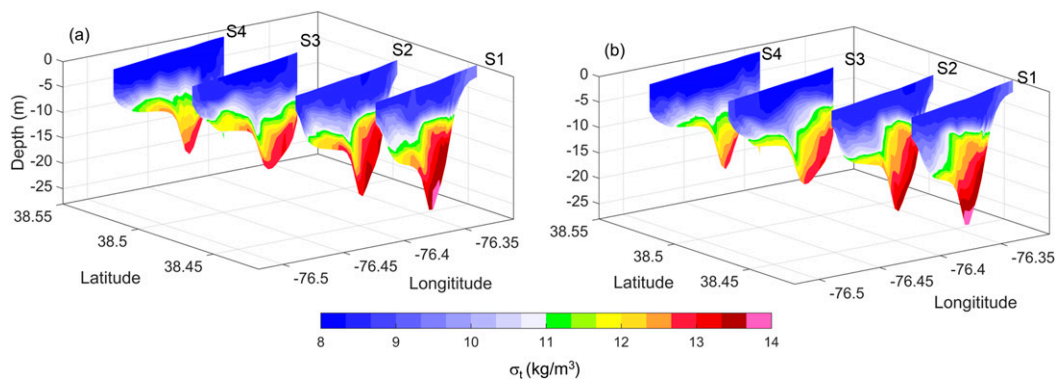 (a)
S4
S3
S2
S1
0
-5
-10
-15
-20
-25
Depth (m)
38.55
38.5
38.45
Latitude
-76.5
-76.45
-76.4
-76.35
Longititude
(b)
S4
S3
S2
S1
0
-5
-10
-15
-20
-25
38.55
38.5
38.45
Latitude
-76.5
-76.45
-76.4
-76.35
Longititude
8 9 10 11 12 13 14
σt (kg/m³)